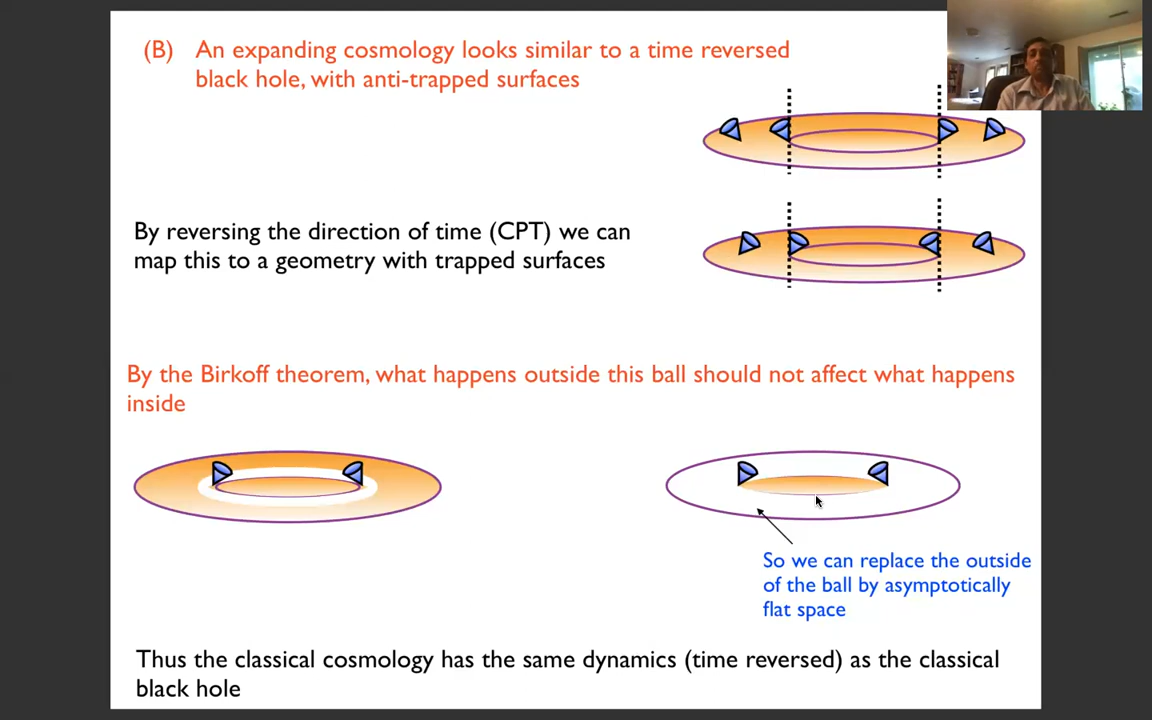 (B) An expanding cosmology looks similar to a time reversed
black hole, with anti-trapped surfaces
By reversing the direction of time (CPT) we can
map this to a geometry with trapped surfaces
By the Birkoff theorem, what happens outside this ball should not affect what happens
inside
So we can replace the outside
of the ball by asymptotically
flat space
Thus the classical cosmology has the same dynamics (time reversed) as the classical
black hole